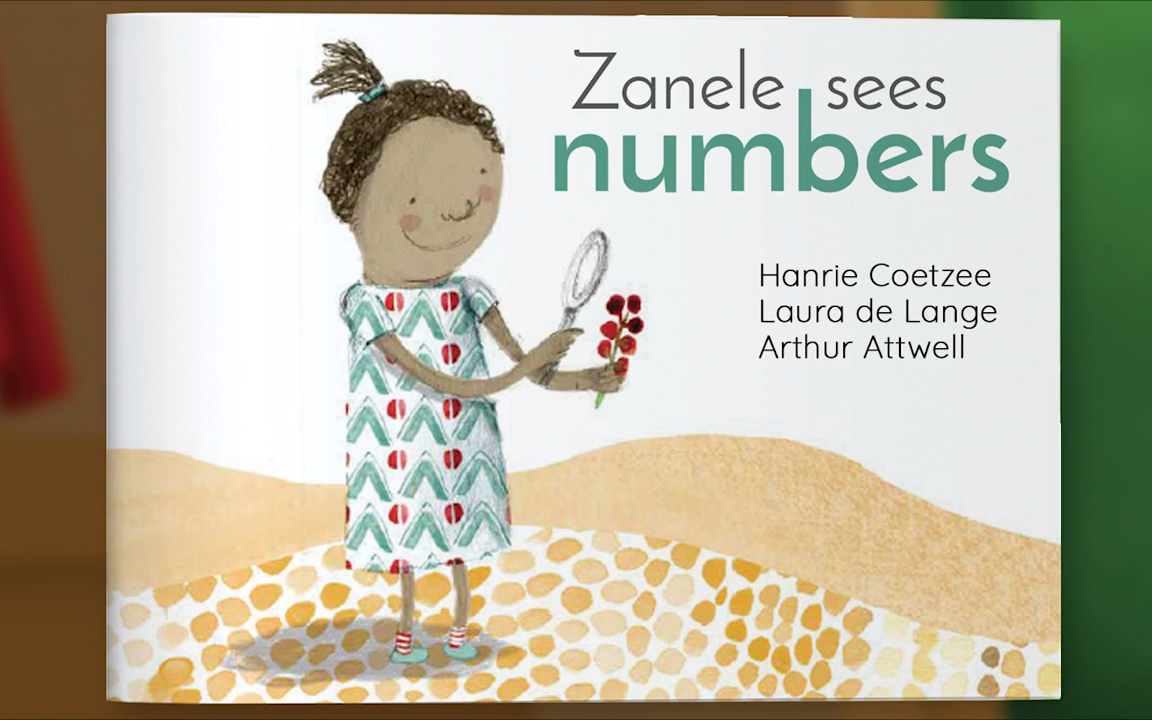 Zanele sees
numbers
Hanrie Coetzee
Laura de Lange
Arthur Attwell